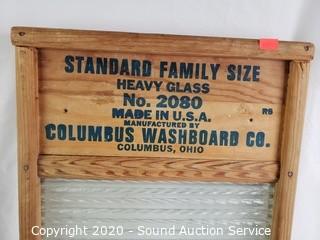 STANDARD FAMILY SIZE
HEAVY GLASS
No. 2080
MADE IN U.S.A. R6
MANUFACTURED BY
COLUMBUS WASHBOARD CO.
COLUMBUS, OHIO
Copyright 2020 - Sound Auction Service